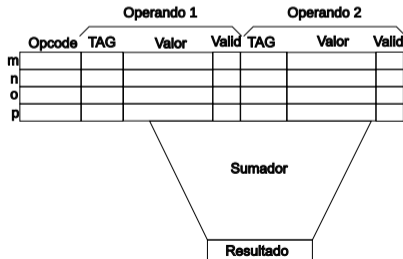 Operando 1 Operando 2
Opcode TAG Valor Valid TAG Valor Valid
m
n
o
p
Sumador
Resultado